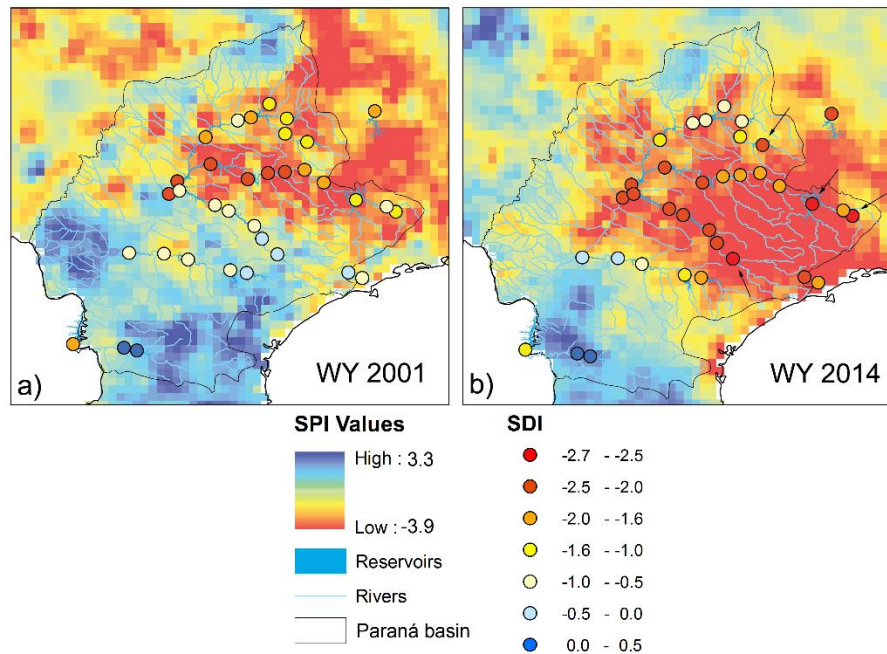 a)
WY 2001
b)
WY 2014
SPI Values
High : 3.3
Low : -3.9
Reservoirs
Rivers
Paraná basin
SDI
-2.7 - -2.5
-2.5 - -2.0
-2.0 - -1.6
-1.6 - -1.0
-1.0 - -0.5
-0.5 - 0.0
0.0 - 0.5